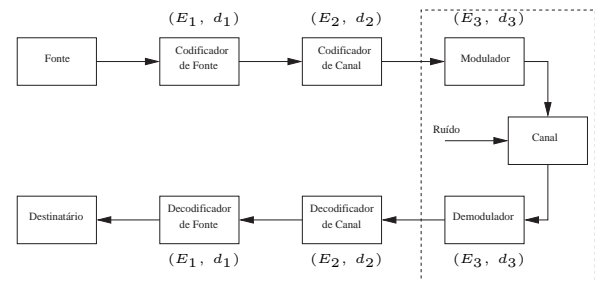 (E₁, d₁) (E₂, d₂) (E₃, d₃)
Fonte
Codificador
de Fonte
Codificador
de Canal
Modulador
Ruído
Canal
Destinatário
Decodificador
de Fonte
Decodificador
de Canal
Demodulador
(E₁, d₁) (E₂, d₂) (E₃, d₃)